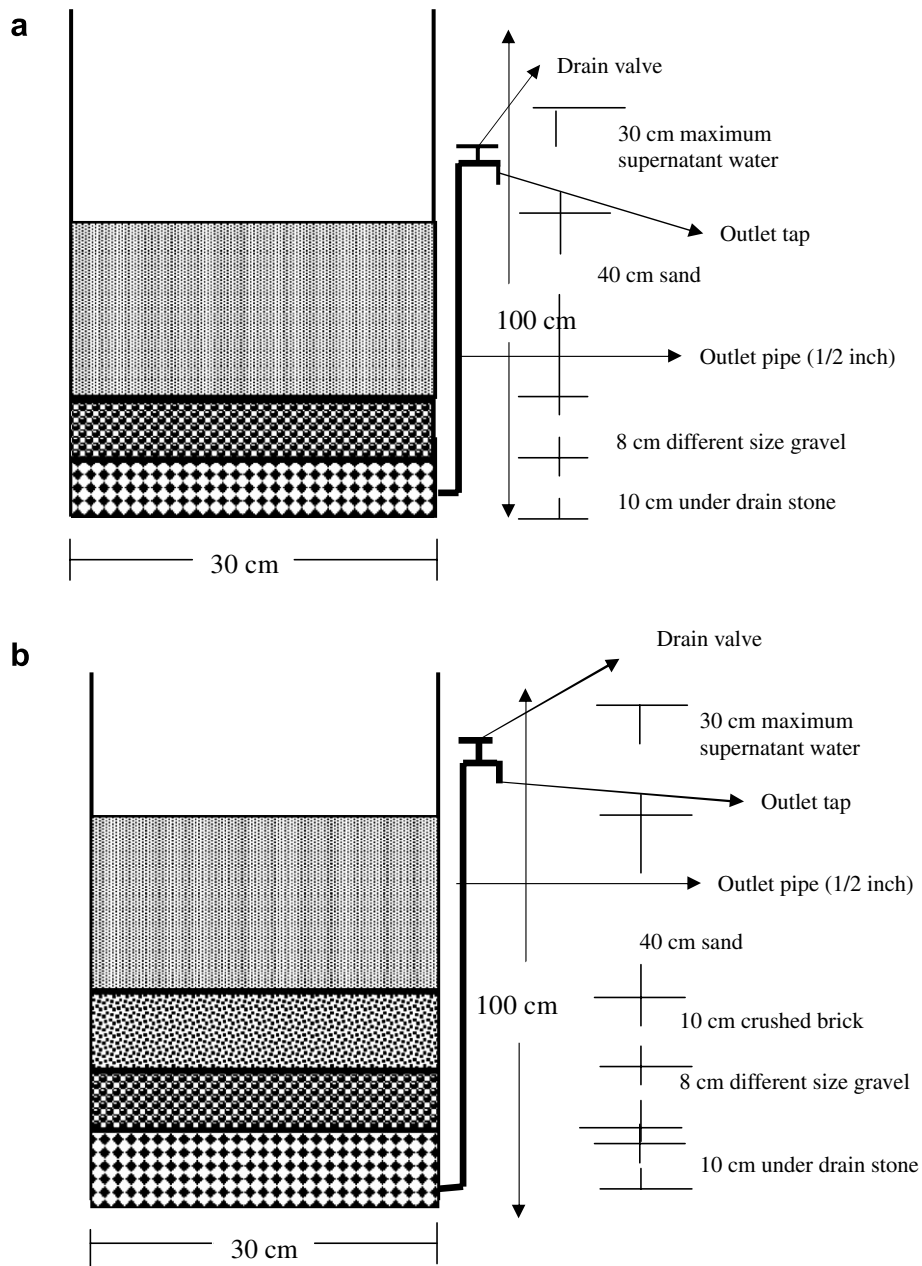 a
Drain valve
30 cm maximum
supernatant water
Outlet tap
40 cm sand
100 cm
Outlet pipe (1/2 inch)
8 cm different size gravel
10 cm under drain stone
30 cm
b
Drain valve
30 cm maximum
supernatant water
Outlet tap
Outlet pipe (1/2 inch)
40 cm sand
100 cm
10 cm crushed brick
8 cm different size gravel
10 cm under drain stone
30 cm